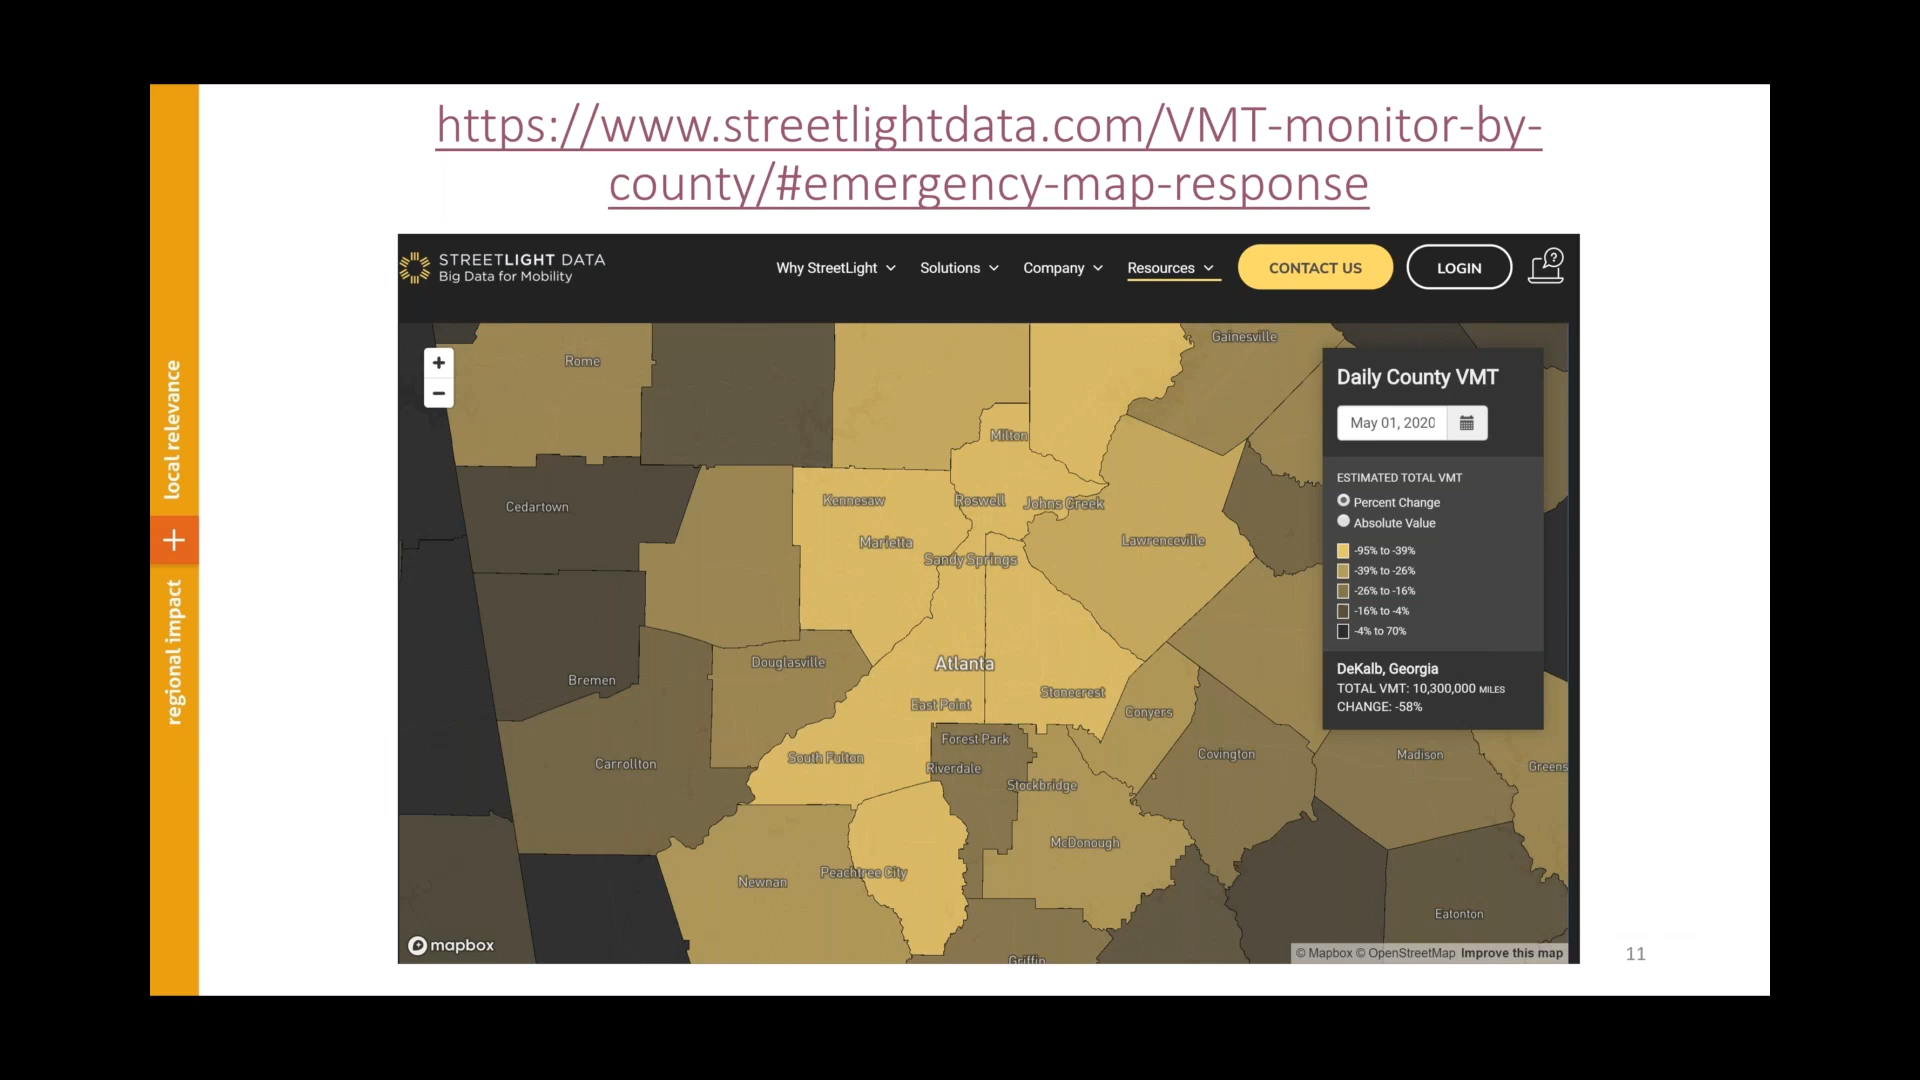 https://www.streetlightdata.com/VMT-monitor-by-
county/#emergency-map-response
local relevance
+
regional impact
STREETLIGHT DATA
Big Data for Mobility
Why StreetLight
Solutions
Company
Resources
CONTACT US
LOGIN
?
+
−
Rome
Gainesville
Milton
Cedartown
Kennesaw
Roswell
Johns Creek
Marietta
Sandy Springs
Lawrenceville
Bremen
Douglasville
Atlanta
East Point
Stonecrest
Conyers
Carrollton
South Fulton
Forest Park
Riverdale
Stockbridge
Covington
Madison
Greens
Newnan
Peachtree City
McDonough
Eatonton
Griffin
Daily County VMT
May 01, 2020
ESTIMATED TOTAL VMT
Percent Change
Absolute Value
-95% to -39%
-39% to -26%
-26% to -16%
-16% to -4%
-4% to 70%
DeKalb, Georgia
TOTAL VMT: 10,300,000 MILES
CHANGE: -58%
mapbox
© Mapbox © OpenStreetMap Improve this map
11